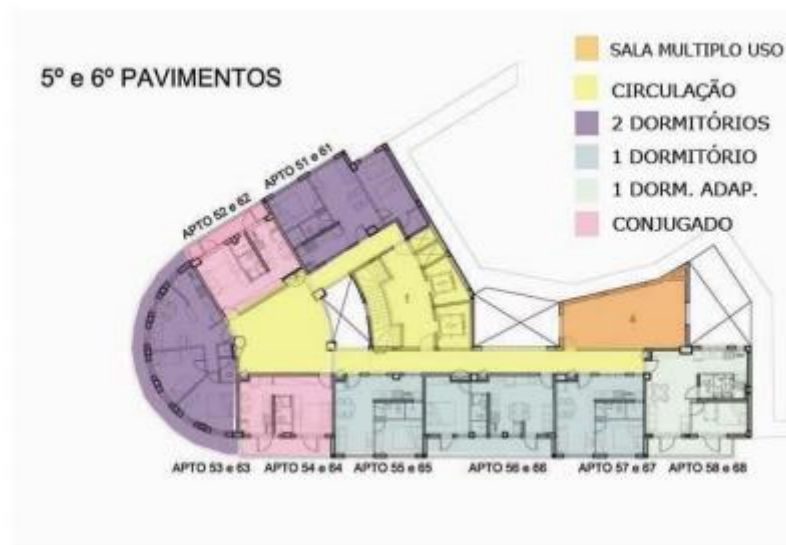 5º e 6º PAVIMENTOS
SALA MULTIPLO USO
CIRCULAÇÃO
2 DORMITÓRIOS
1 DORMITÓRIO
1 DORM. ADAP.
CONJUGADO
APTO 51 e 61
APTO 52 e 62
APTO 53 e 63
APTO 54 e 64
APTO 55 e 65
APTO 56 e 66
APTO 57 e 67
APTO 58 e 68